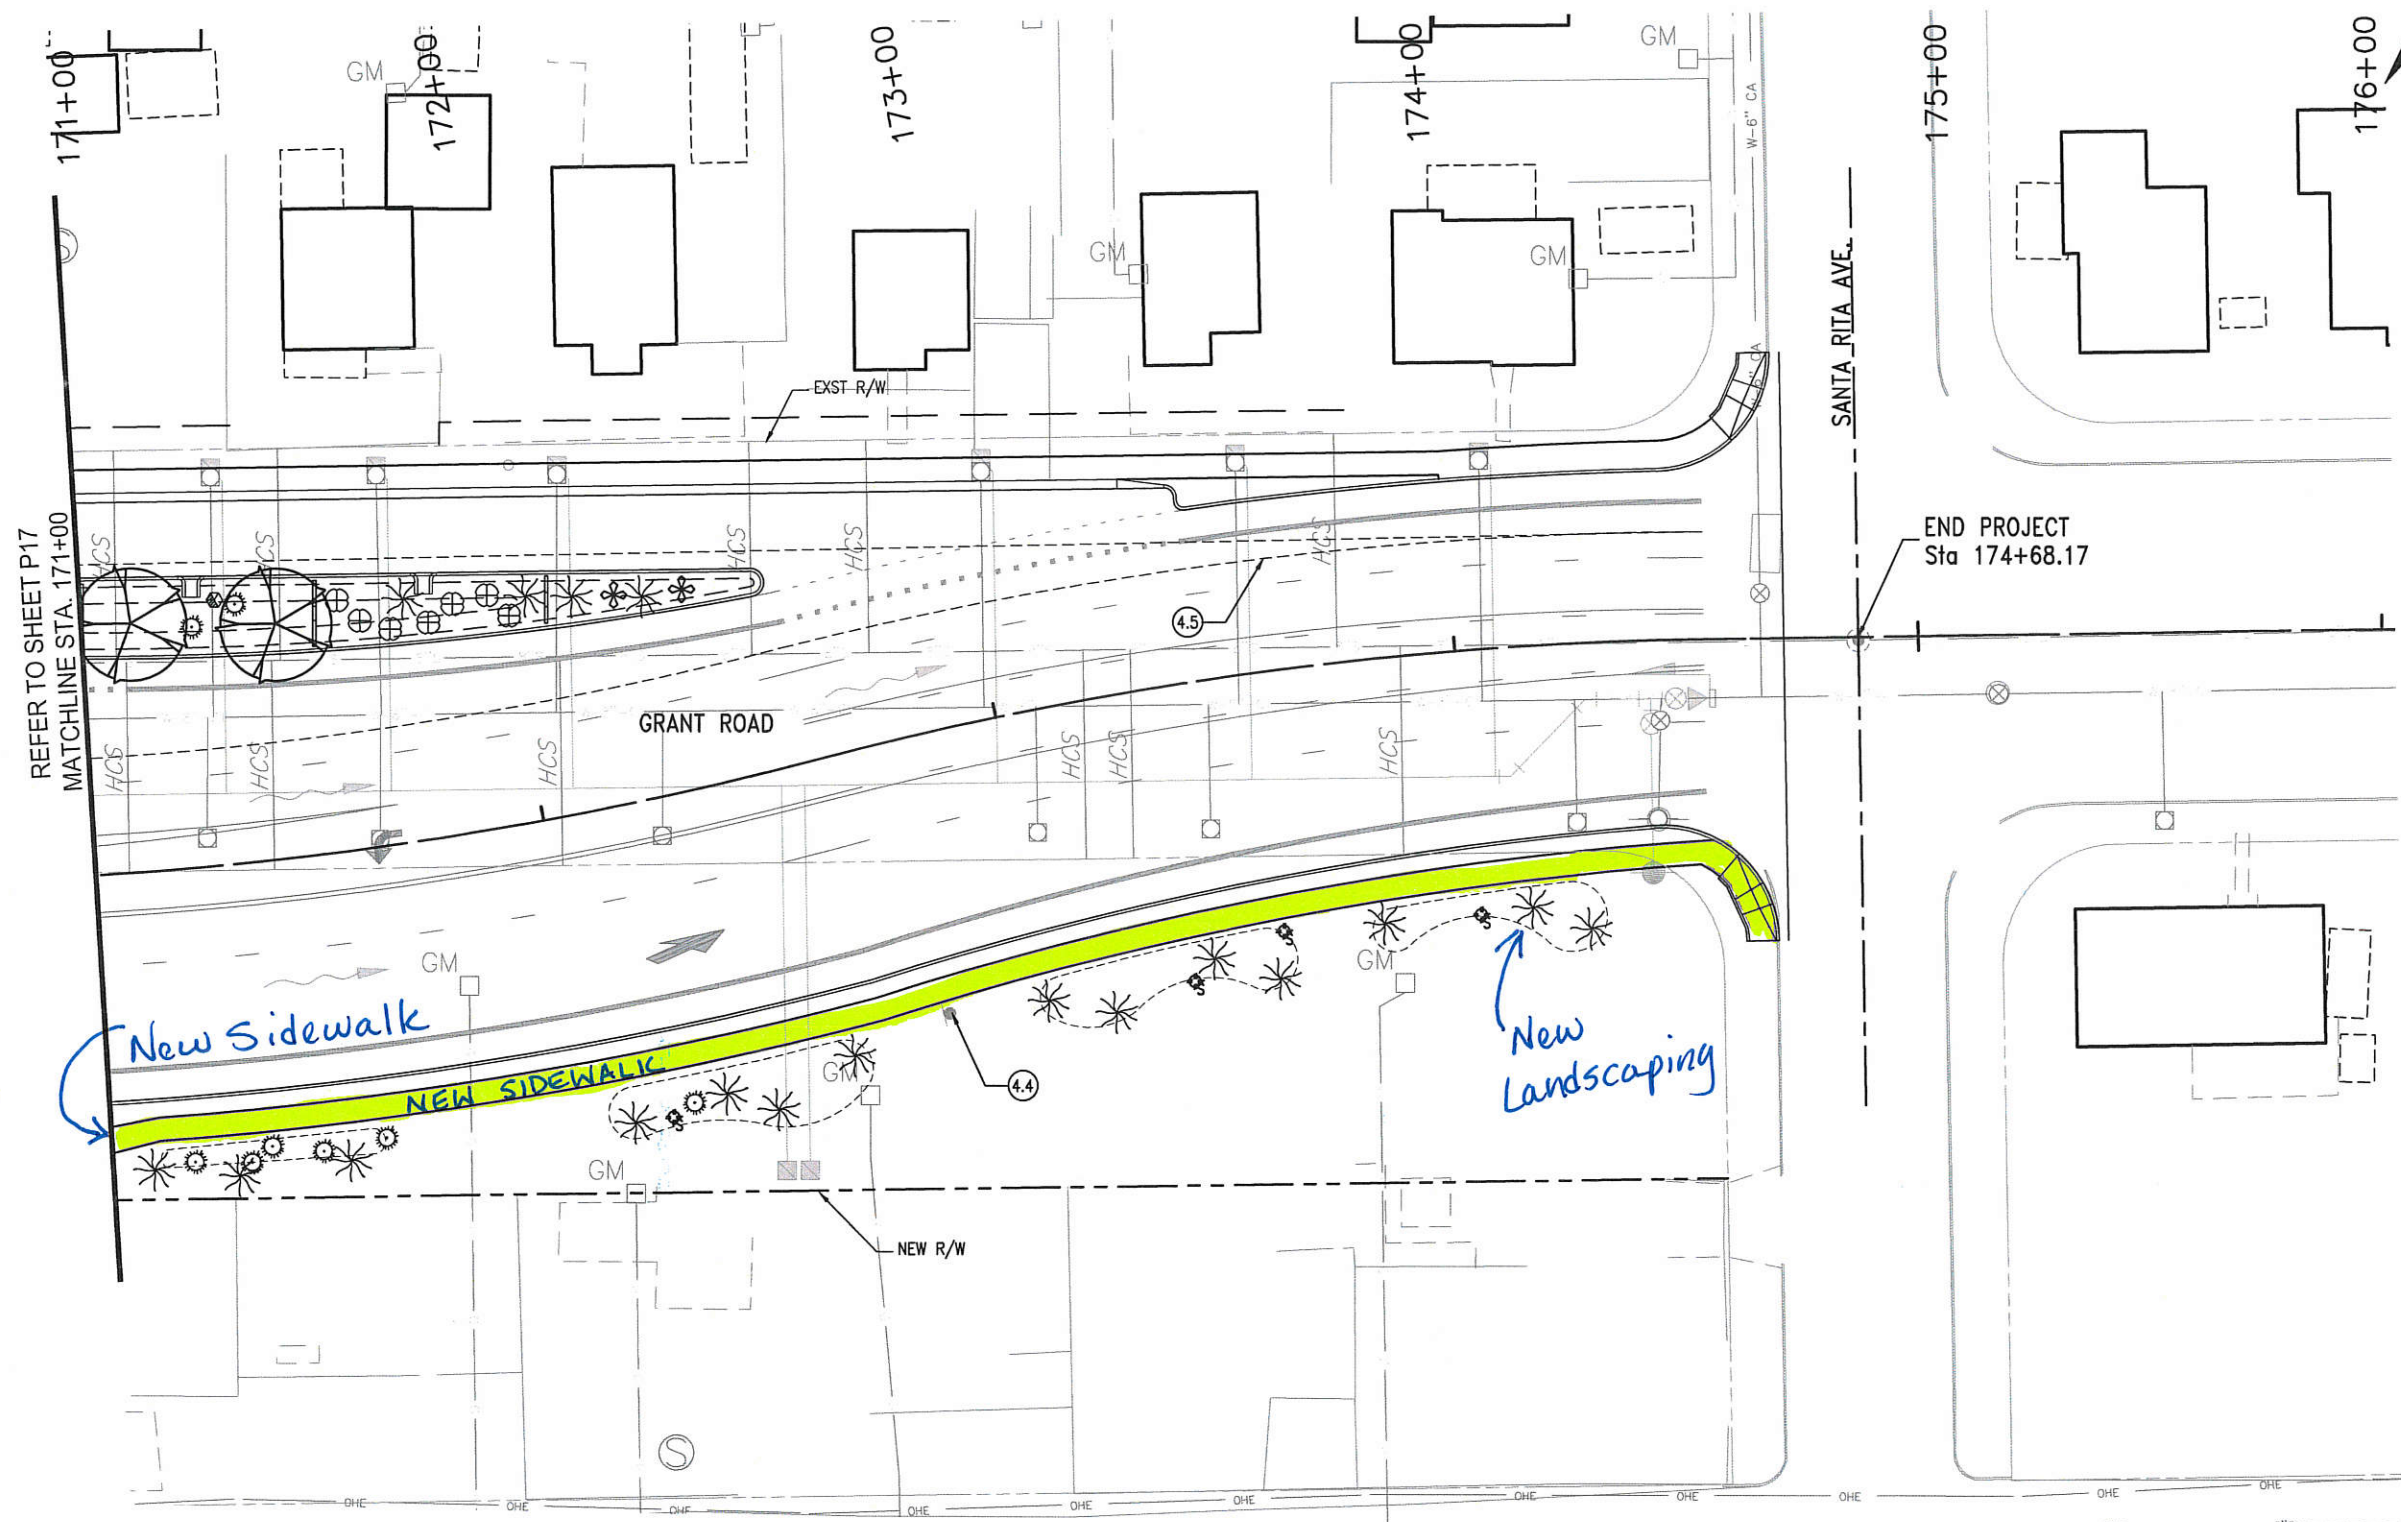 171+00
172+00
173+00
174+00
175+00
176+00
GM
GM
GM
GM
W-6" CA
SANTA RITA AVE.
EXST R/W
REFER TO SHEET P17
MATCHLINE STA. 171+00
HCS
HCS
HCS
HCS
HCS
END PROJECT
Sta 174+68.17
4.5
GRANT ROAD
HCS
HCS
HCS
HCS
HCS
HCS
GM
GM
New Sidewalk
New
Landscaping
NEW SIDEWALK
GM
4.4
GM
NEW R/W
S
OHE
OHE
OHE
OHE
OHE
OHE
OHE
OHE
OHE
OHE
OHE